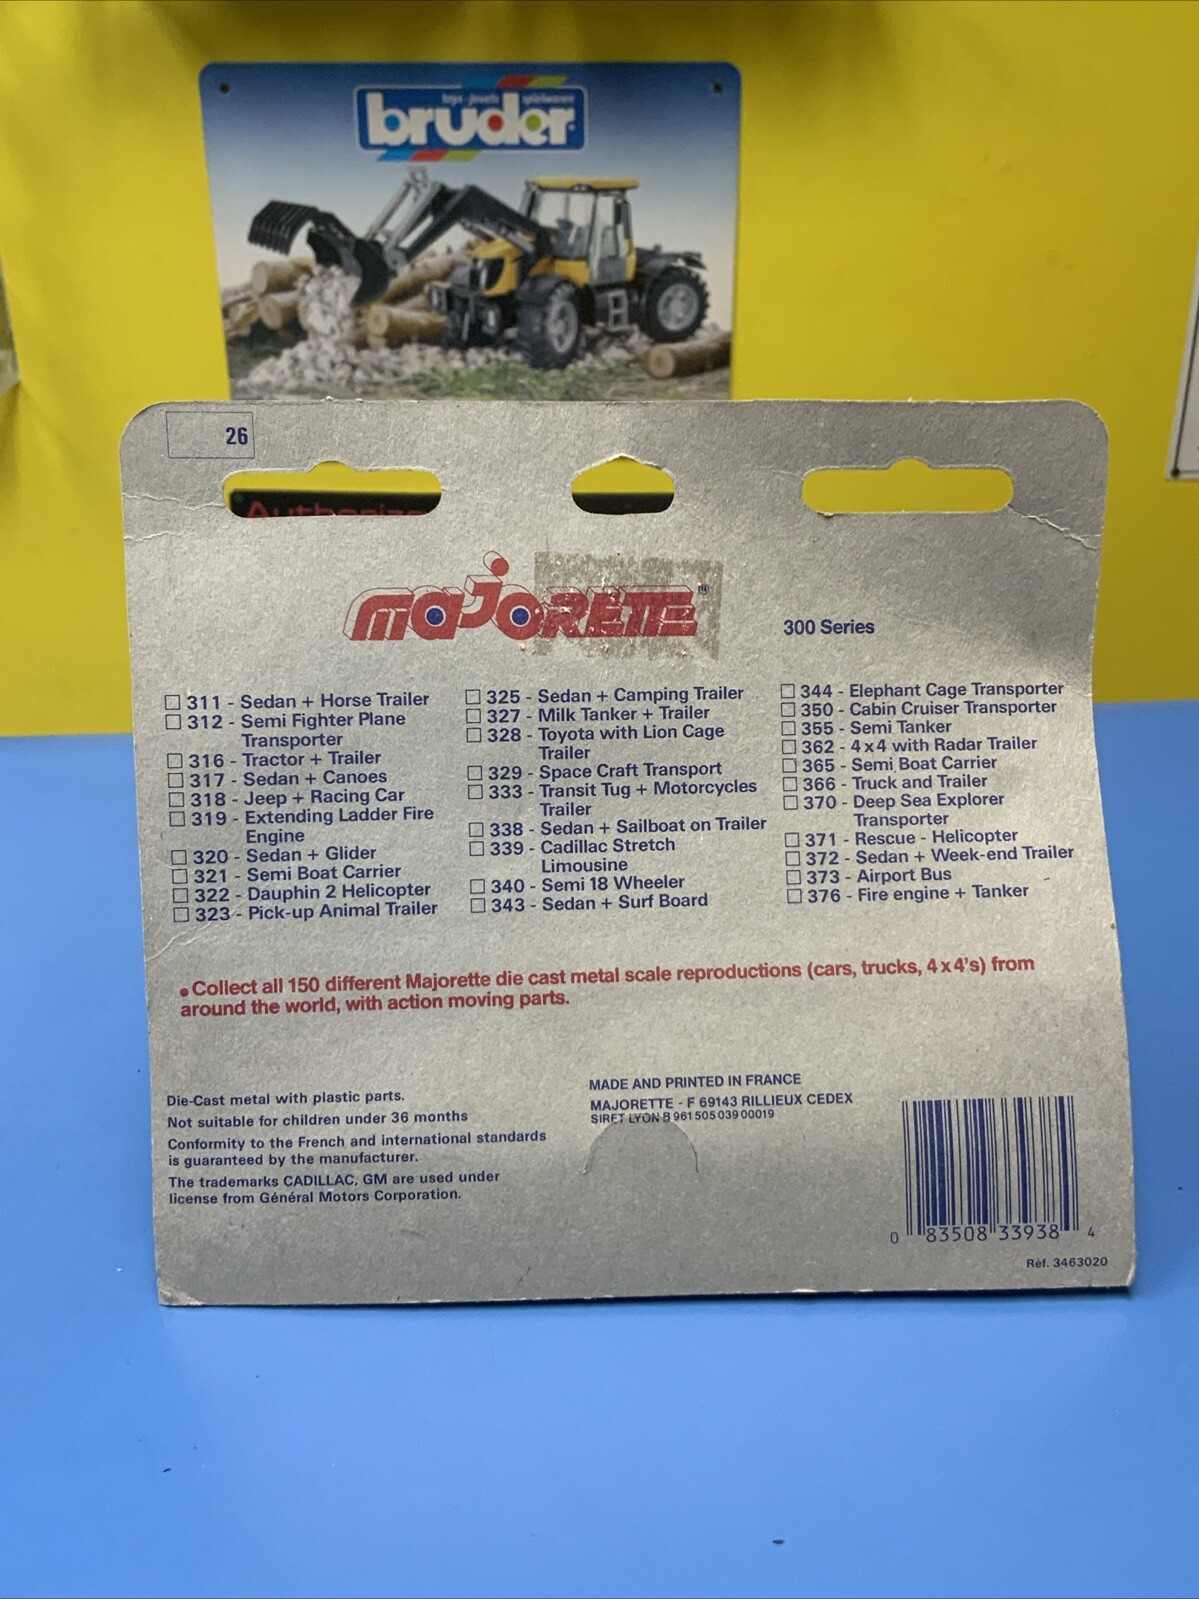 toys - jouets spielwaren
bruder
26
Authorize
majorette TM
300 Series
311 - Sedan + Horse Trailer
312 - Semi Fighter Plane
Transporter
316 - Tractor + Trailer
317 - Sedan + Canoes
318 - Jeep + Racing Car
319 - Extending Ladder Fire
Engine
320 - Sedan + Glider
321 - Semi Boat Carrier
322 - Dauphin 2 Helicopter
323 - Pick-up Animal Trailer
325 - Sedan + Camping Trailer
327 - Milk Tanker + Trailer
328 - Toyota with Lion Cage
Trailer
329 - Space Craft Transport
333 - Transit Tug + Motorcycles
Trailer
338 - Sedan + Sailboat on Trailer
339 - Cadillac Stretch
Limousine
340 - Semi 18 Wheeler
343 - Sedan + Surf Board
344 - Elephant Cage Transporter
350 - Cabin Cruiser Transporter
355 - Semi Tanker
362 - 4x4 with Radar Trailer
365 - Semi Boat Carrier
366 - Truck and Trailer
370 - Deep Sea Explorer
Transporter
371 - Rescue - Helicopter
372 - Sedan + Week-end Trailer
373 - Airport Bus
376 - Fire engine + Tanker
• Collect all 150 different Majorette die cast metal scale reproductions (cars, trucks, 4x4's) from
around the world, with action moving parts.
Die-Cast metal with plastic parts.
Not suitable for children under 36 months
Conformity to the French and international standards
is guaranteed by the manufacturer.
The trademarks CADILLAC, GM are used under
license from Général Motors Corporation.
MADE AND PRINTED IN FRANCE
MAJORETTE - F 69143 RILLIEUX CEDEX
SIRET LYON B 961 505 039 00019
0 83508 33938 4
Réf. 3463020